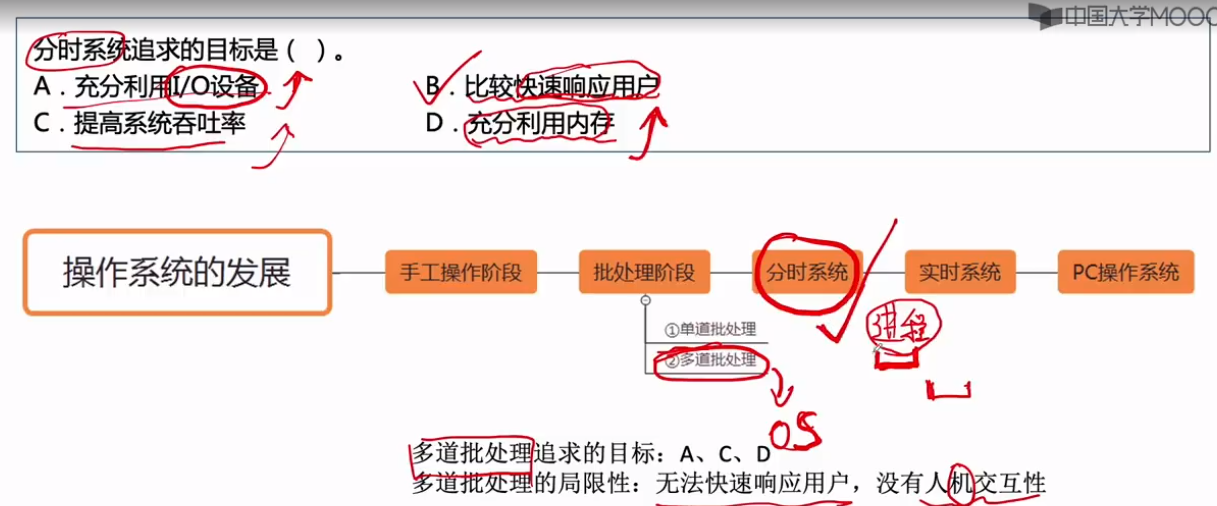 中国大学MOOC
分时系统追求的目标是（ ）。
A．充分利用I/O设备 B．比较快速响应用户
C．提高系统吞吐率 D．充分利用内存
操作系统的发展 手工操作阶段 批处理阶段 分时系统 实时系统 PC操作系统
进程
①单道批处理
②多道批处理
OS
多道批处理追求的目标：A、C、D
多道批处理的局限性：无法快速响应用户，没有人机交互性